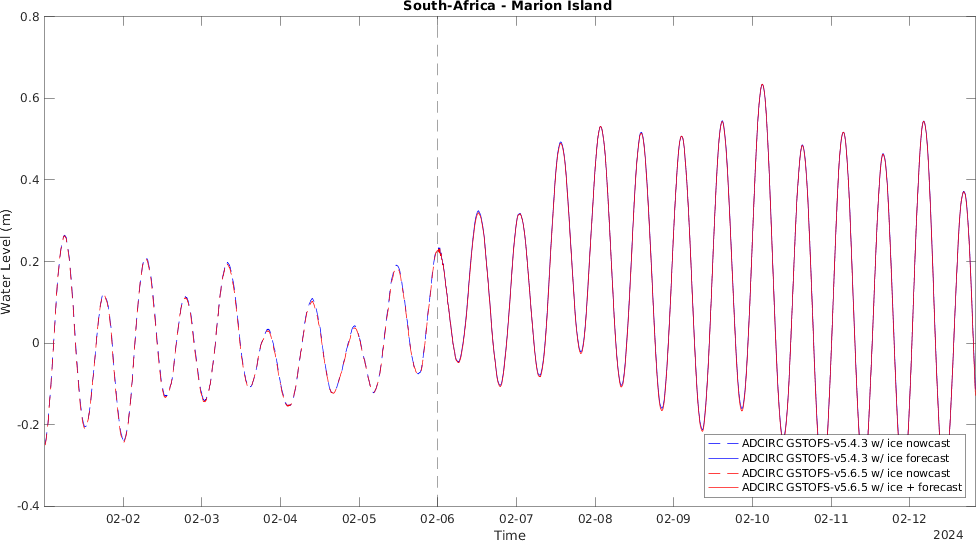 South-Africa - Marion Island
0.8
0.6
0.4
0.2
0
-0.2
-0.4
Water Level (m)
02-02 02-03 02-04 02-05 02-06 02-07 02-08 02-09 02-10 02-11 02-12
Time
2024
ADCIRC GSTOFS-v5.4.3 w/ ice nowcast
ADCIRC GSTOFS-v5.4.3 w/ ice forecast
ADCIRC GSTOFS-v5.6.5 w/ ice nowcast
ADCIRC GSTOFS-v5.6.5 w/ ice + forecast